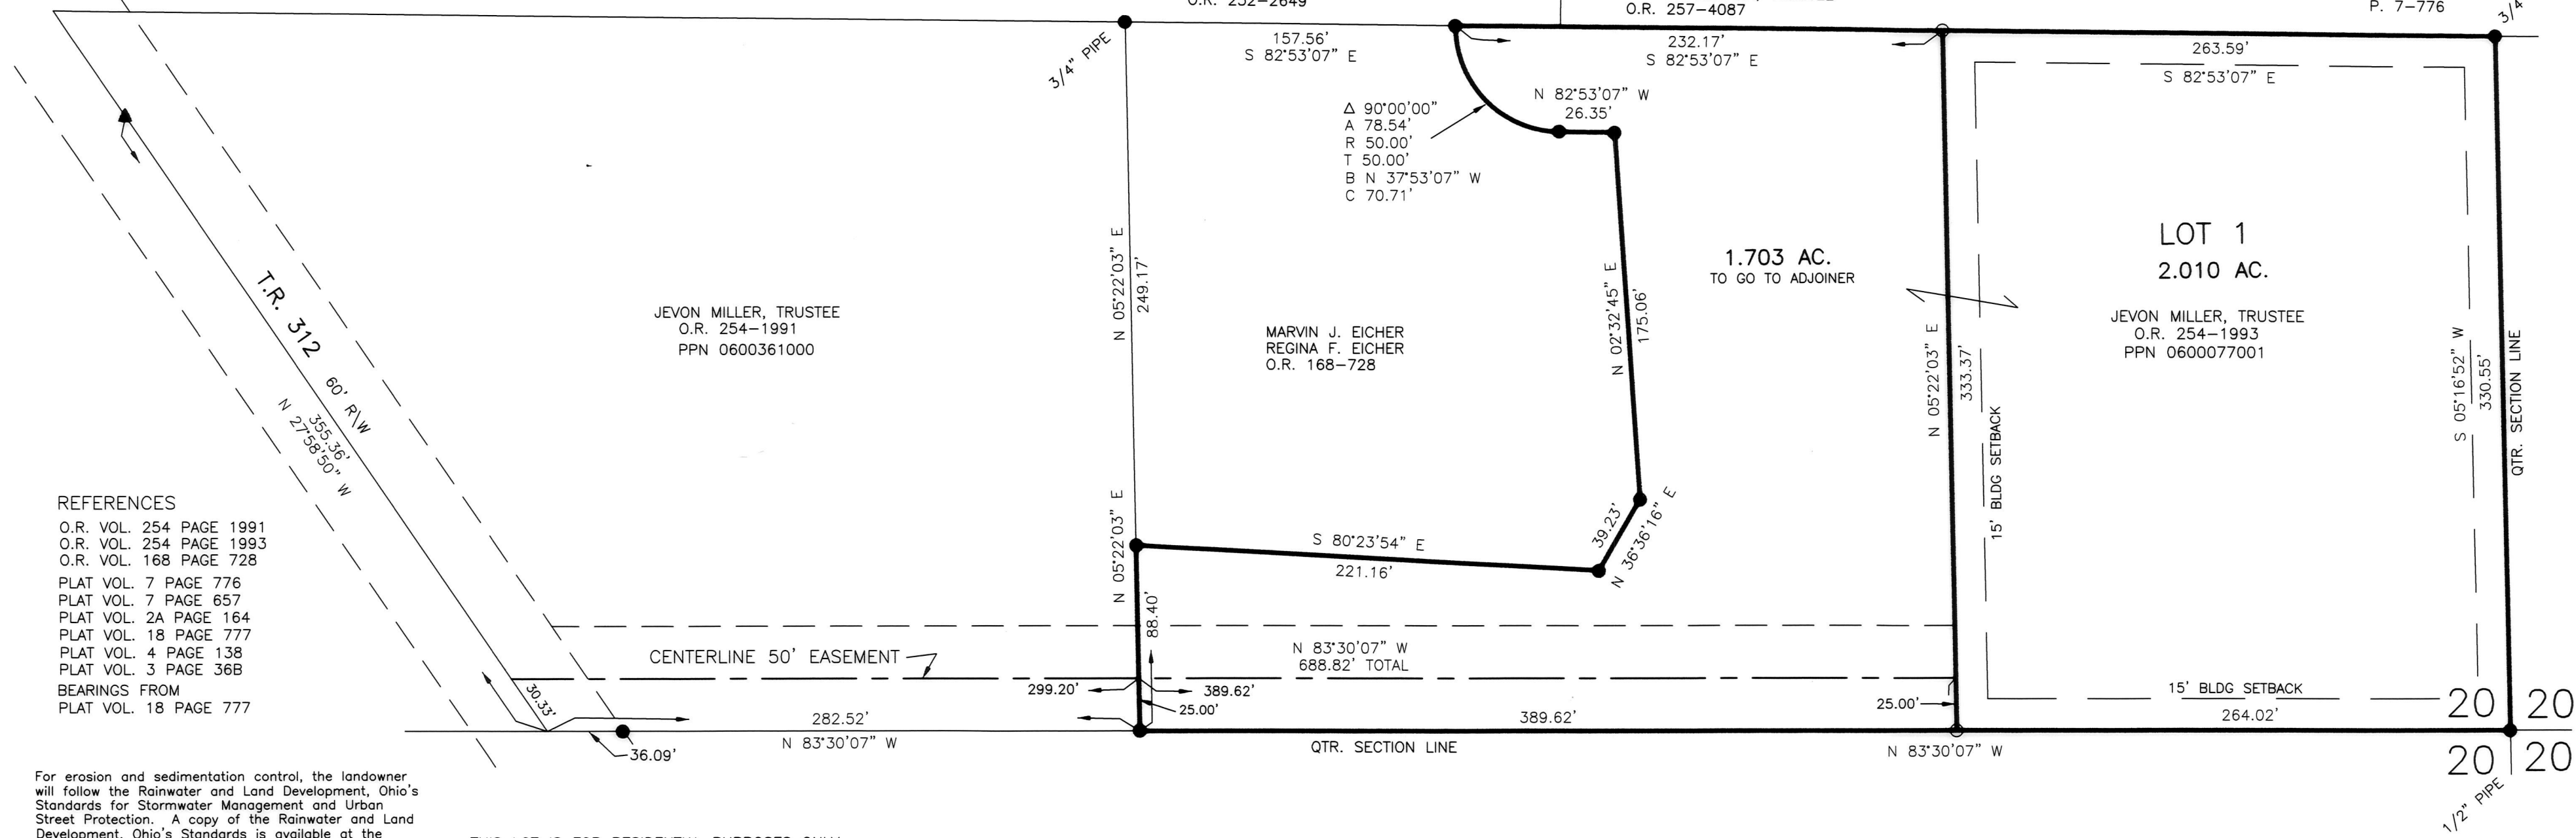 O.R. 252-2649
O.R. 257-4087
P. 7-776
3/4
3/4" PIPE
157.56'
S 82°53'07" E
232.17'
S 82°53'07" E
263.59'
S 82°53'07" E
N 82°53'07" W
26.35'
Δ 90°00'00"
A 78.54'
R 50.00'
T 50.00'
B N 37°53'07" W
C 70.71'
T.R. 312
60' R\W
355.36'
N 27°58'50" W
JEVON MILLER, TRUSTEE
O.R. 254-1991
PPN 0600361000
N 05°22'03" E
249.17'
MARVIN J. EICHER
REGINA F. EICHER
O.R. 168-728
N 02°32'45" E
175.06'
1.703 AC.
TO GO TO ADJOINER
N 05°22'03" E
333.37'
15' BLDG SETBACK
LOT 1
2.010 AC.
JEVON MILLER, TRUSTEE
O.R. 254-1993
PPN 0600077001
S 05°16'52" W
330.55'
QTR. SECTION LINE
REFERENCES
O.R. VOL. 254 PAGE 1991
O.R. VOL. 254 PAGE 1993
O.R. VOL. 168 PAGE 728
PLAT VOL. 7 PAGE 776
PLAT VOL. 7 PAGE 657
PLAT VOL. 2A PAGE 164
PLAT VOL. 18 PAGE 777
PLAT VOL. 4 PAGE 138
PLAT VOL. 3 PAGE 36B
BEARINGS FROM
PLAT VOL. 18 PAGE 777
N 05°22'03" E
88.40'
S 80°23'54" E
221.16'
39.23'
N 36°36'16" E
CENTERLINE 50' EASEMENT
N 83°30'07" W
688.82' TOTAL
299.20'
389.62'
25.00'
25.00'
30.33'
282.52'
N 83°30'07" W
36.09'
389.62'
QTR. SECTION LINE
15' BLDG SETBACK
264.02'
N 83°30'07" W
20 20
20 20
1/2" PIPE
For erosion and sedimentation control, the landowner
will follow the Rainwater and Land Development, Ohio's
Standards for Stormwater Management and Urban
Street Protection. A copy of the Rainwater and Land
Development, Ohio's Standards is available at the
THIS LOT IS FOR RESIDENTIAL PURPOSES ONLY